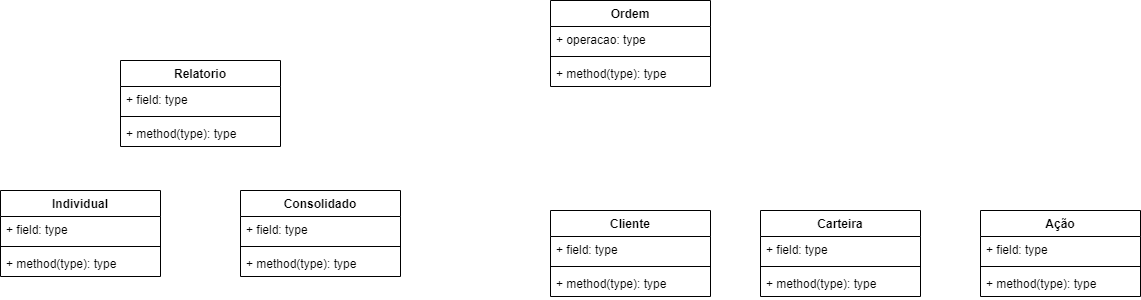 Ordem
+ operacao: type
+ method(type): type
Relatorio
+ field: type
+ method(type): type
Individual
+ field: type
+ method(type): type
Consolidado
+ field: type
+ method(type): type
Cliente
+ field: type
+ method(type): type
Carteira
+ field: type
+ method(type): type
Ação
+ field: type
+ method(type): type